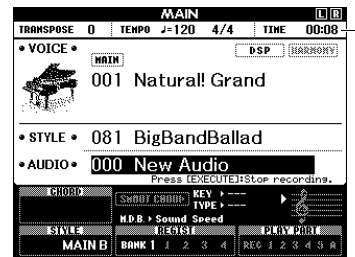 MAIN L R
TRANSPOSE 0 TEMPO ♩=120 4/4 TIME 00:08
• VOICE • DSP HARMONY
MAIN
001 Natural! Grand
• STYLE • 081 BigBandBallad
• AUDIO • 000 New Audio
Press [EXECUTE]:Stop recording.
CHORD SMART CHORD KEY ▶ ---
TYPE ▶ ---
M.D.B. ▶ Sound Speed
STYLE REGIST PLAY PART
MAIN B BANK 1 1 2 3 4 REC 1 2 3 4 5 A